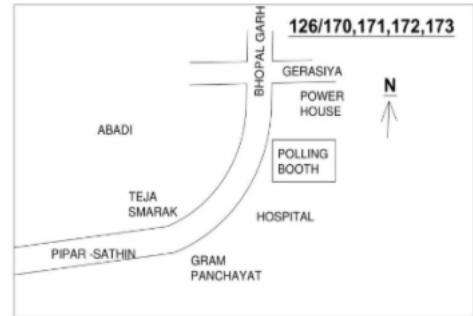 126/170,171,172,173
BHOPAL GARH
GERASIYA
POWER
HOUSE
N
ABADI
POLLING
BOOTH
TEJA
SMARAK
HOSPITAL
PIPAR -SATHIN
GRAM
PANCHAYAT